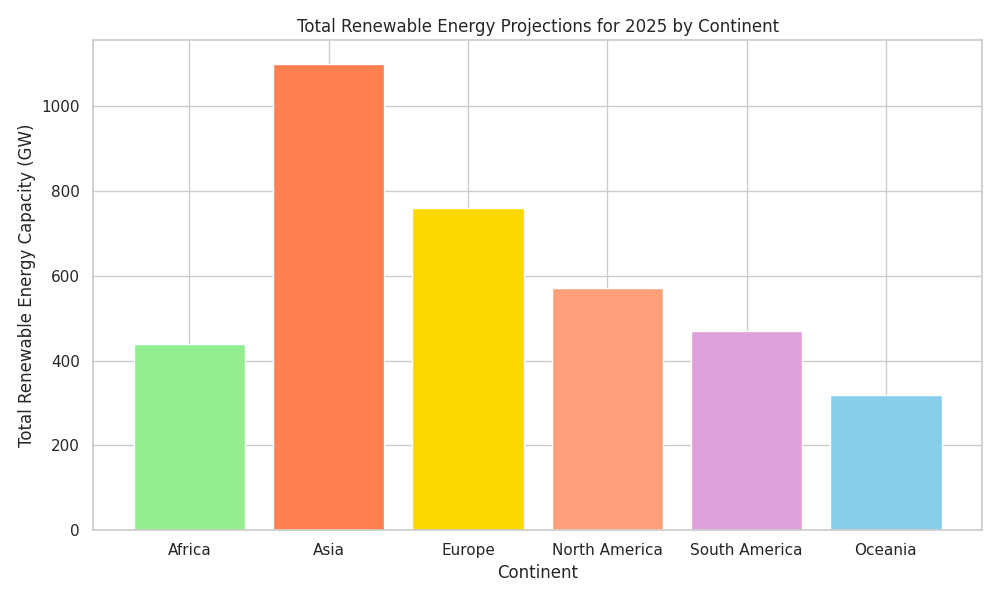 Total Renewable Energy Projections for 2025 by Continent
Total Renewable Energy Capacity (GW)
1000
800
600
400
200
0
Africa
Asia
Europe
North America
South America
Oceania
Continent